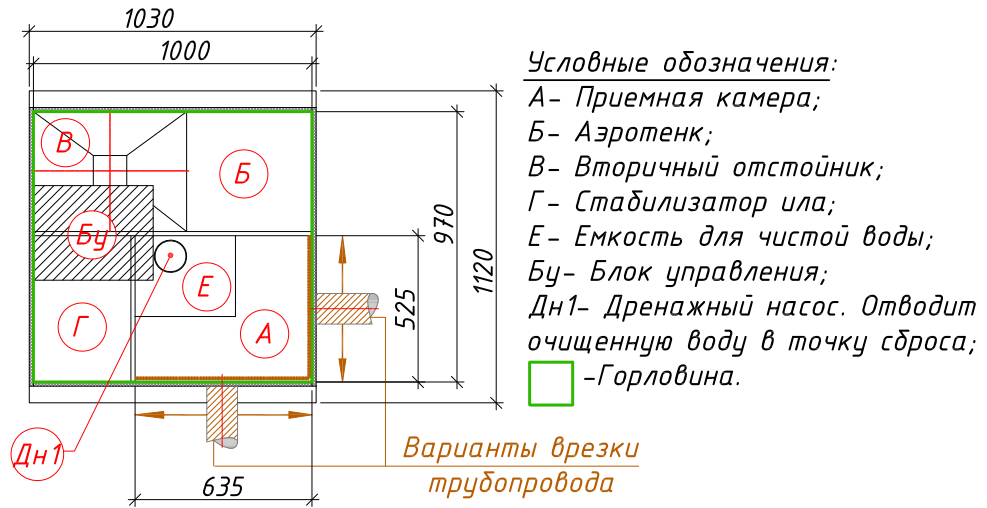 1030
1000
Условные обозначения:
А- Приемная камера;
Б- Аэротенк;
В- Вторичный отстойник;
Г- Стабилизатор ила;
Е- Емкость для чистой воды;
Бу- Блок управления;
Дн1- Дренажный насос. Отводит
очищенную воду в точку сброса;
-Горловина.
В
Б
Бу
Е
Г
А
525
970
1120
Дн1
Варианты врезки
трубопровода
635